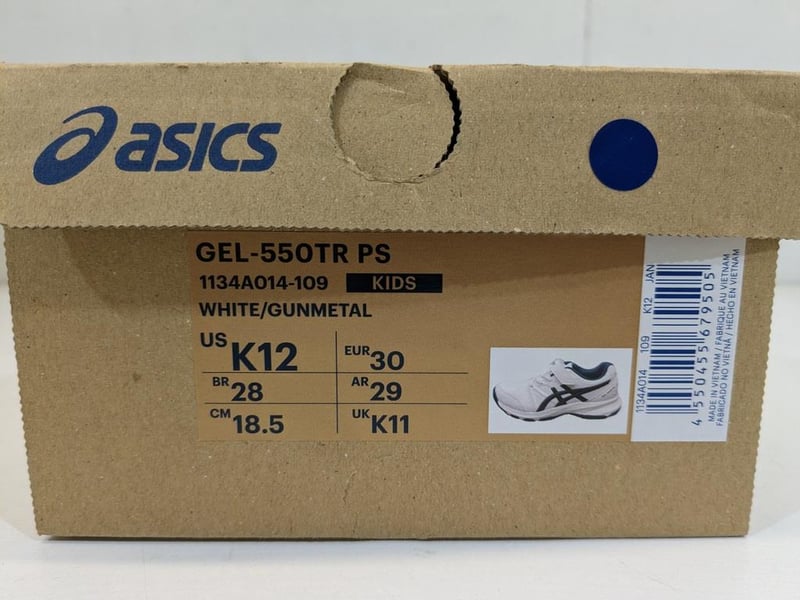 asics
GEL-550TR PS
1134A014-109 KIDS
WHITE/GUNMETAL
US K12 EUR 30
BR 28 AR 29
CM 18.5 UK K11
1134A014 109 K12 JAN
4 550455 679505
MADE IN VIETNAM / FABRIQUÉ AU VIETNAM
FABRICADO NO VIETNÃ / HECHO EN VIETNAM